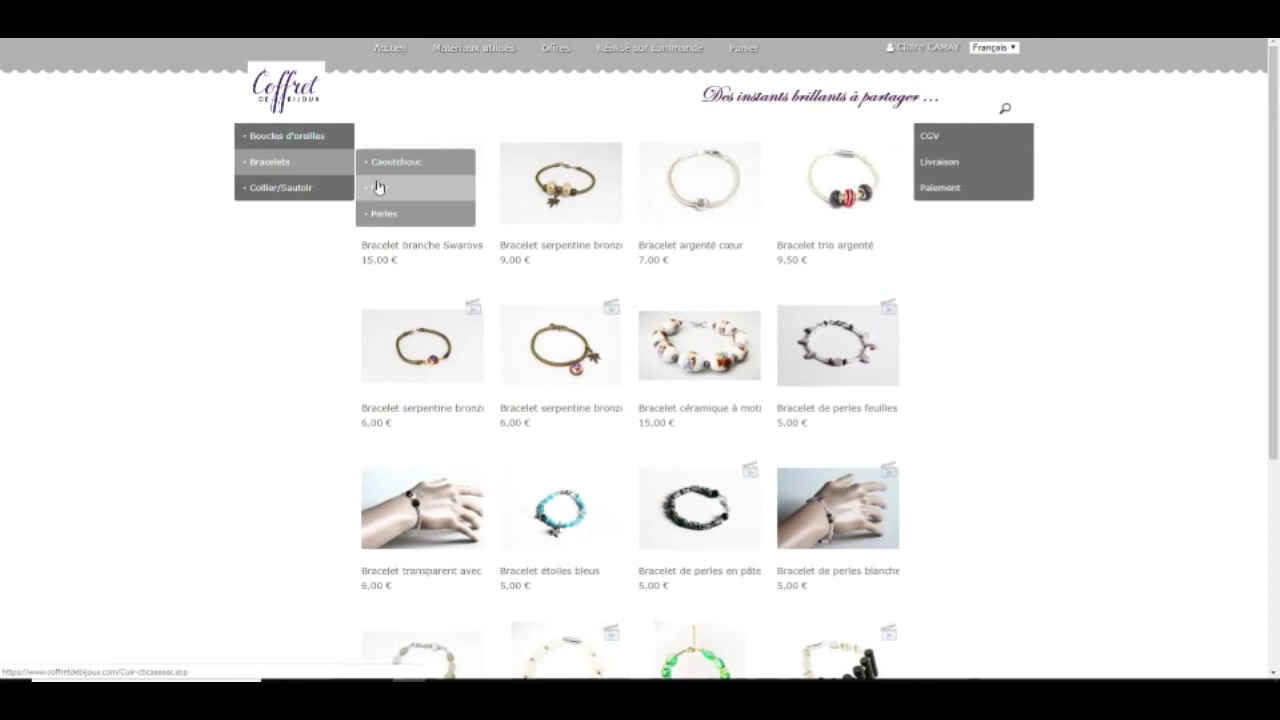 Accueil
Matériaux utilisés
Offres
Réalisé sur commande
Panier
Claire CAMAY
Français
Coffret
DE BIJOUX
Des instants brillants à partager ...
Boucles d'oreilles
Bracelets
Collier/Sautoir
Caoutchouc
Perles
CGV
Livraison
Paiement
Bracelet branche Swarovs
Bracelet serpentine bronz
Bracelet argenté cœur
Bracelet trio argenté
15,00 €
9,00 €
7,00 €
9,50 €
Bracelet serpentine bronz
Bracelet serpentine bronz
Bracelet céramique à moti
Bracelet de perles feuilles
6,00 €
6,00 €
15,00 €
5,00 €
Bracelet transparent avec
Bracelet étoiles bleus
Bracelet de perles en pâte
Bracelet de perles blanche
6,00 €
5,00 €
5,00 €
5,00 €